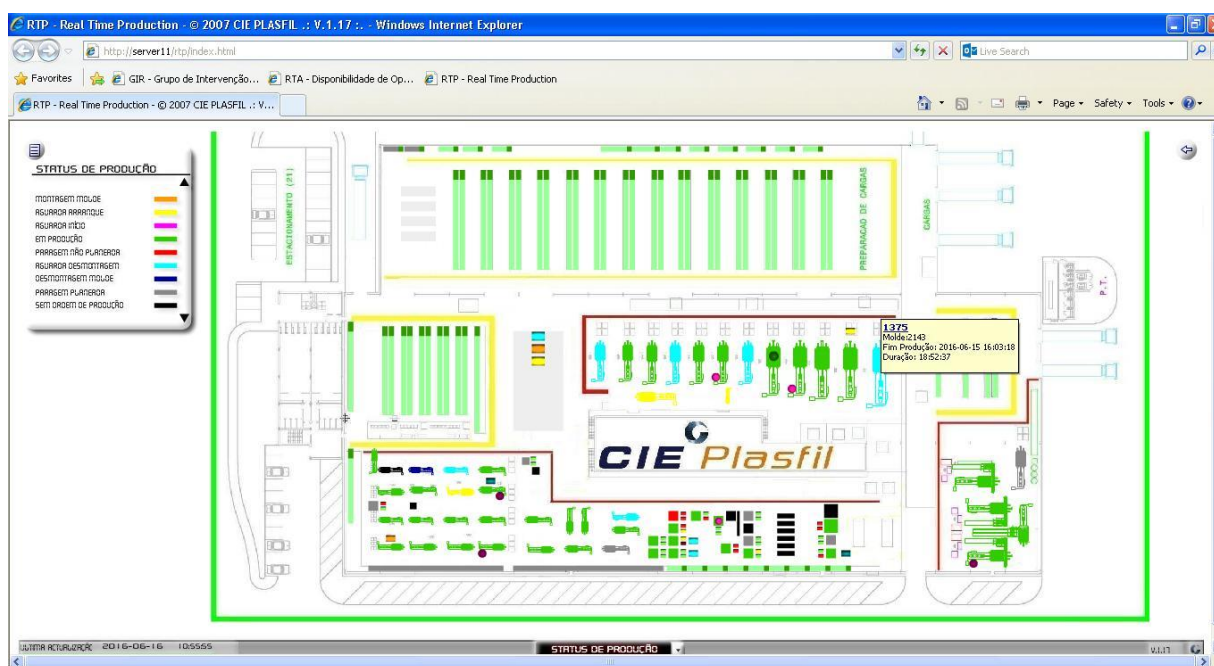 RTP - Real Time Production - © 2007 CIE PLASFIL .: V.1.17 :. - Windows Internet Explorer
http://server11/rtp/index.html
Live Search
Favorites
GIR - Grupo de Intervenção...
RTA - Disponibilidade de Op...
RTP - Real Time Production
RTP - Real Time Production - © 2007 CIE PLASFIL .: V...
Page
Safety
Tools
STATUS DE PRODUÇÃO
MONTAGEM MOLDE
AGUARDA ARRANQUE
AGUARDA INÍCIO
EM PRODUÇÃO
PARAGEM NÃO PLANEADA
AGUARDA DESMONTAGEM
DESMONTAGEM MOLDE
PARAGEM PLANEADA
SEM ORDEM DE PRODUÇÃO
ESTACIONAMENTO (21)
PREPARACAO DE CARGAS
CARGAS
P.T.
1375
Molde:2143
Fim Produção: 2016-06-15 16:03:18
Duração: 18:52:37
CIE Plasfil
ULTIMA ACTUALIZAÇÃO 2016-06-16 10:55:55
STATUS DE PRODUÇÃO
V.1.17